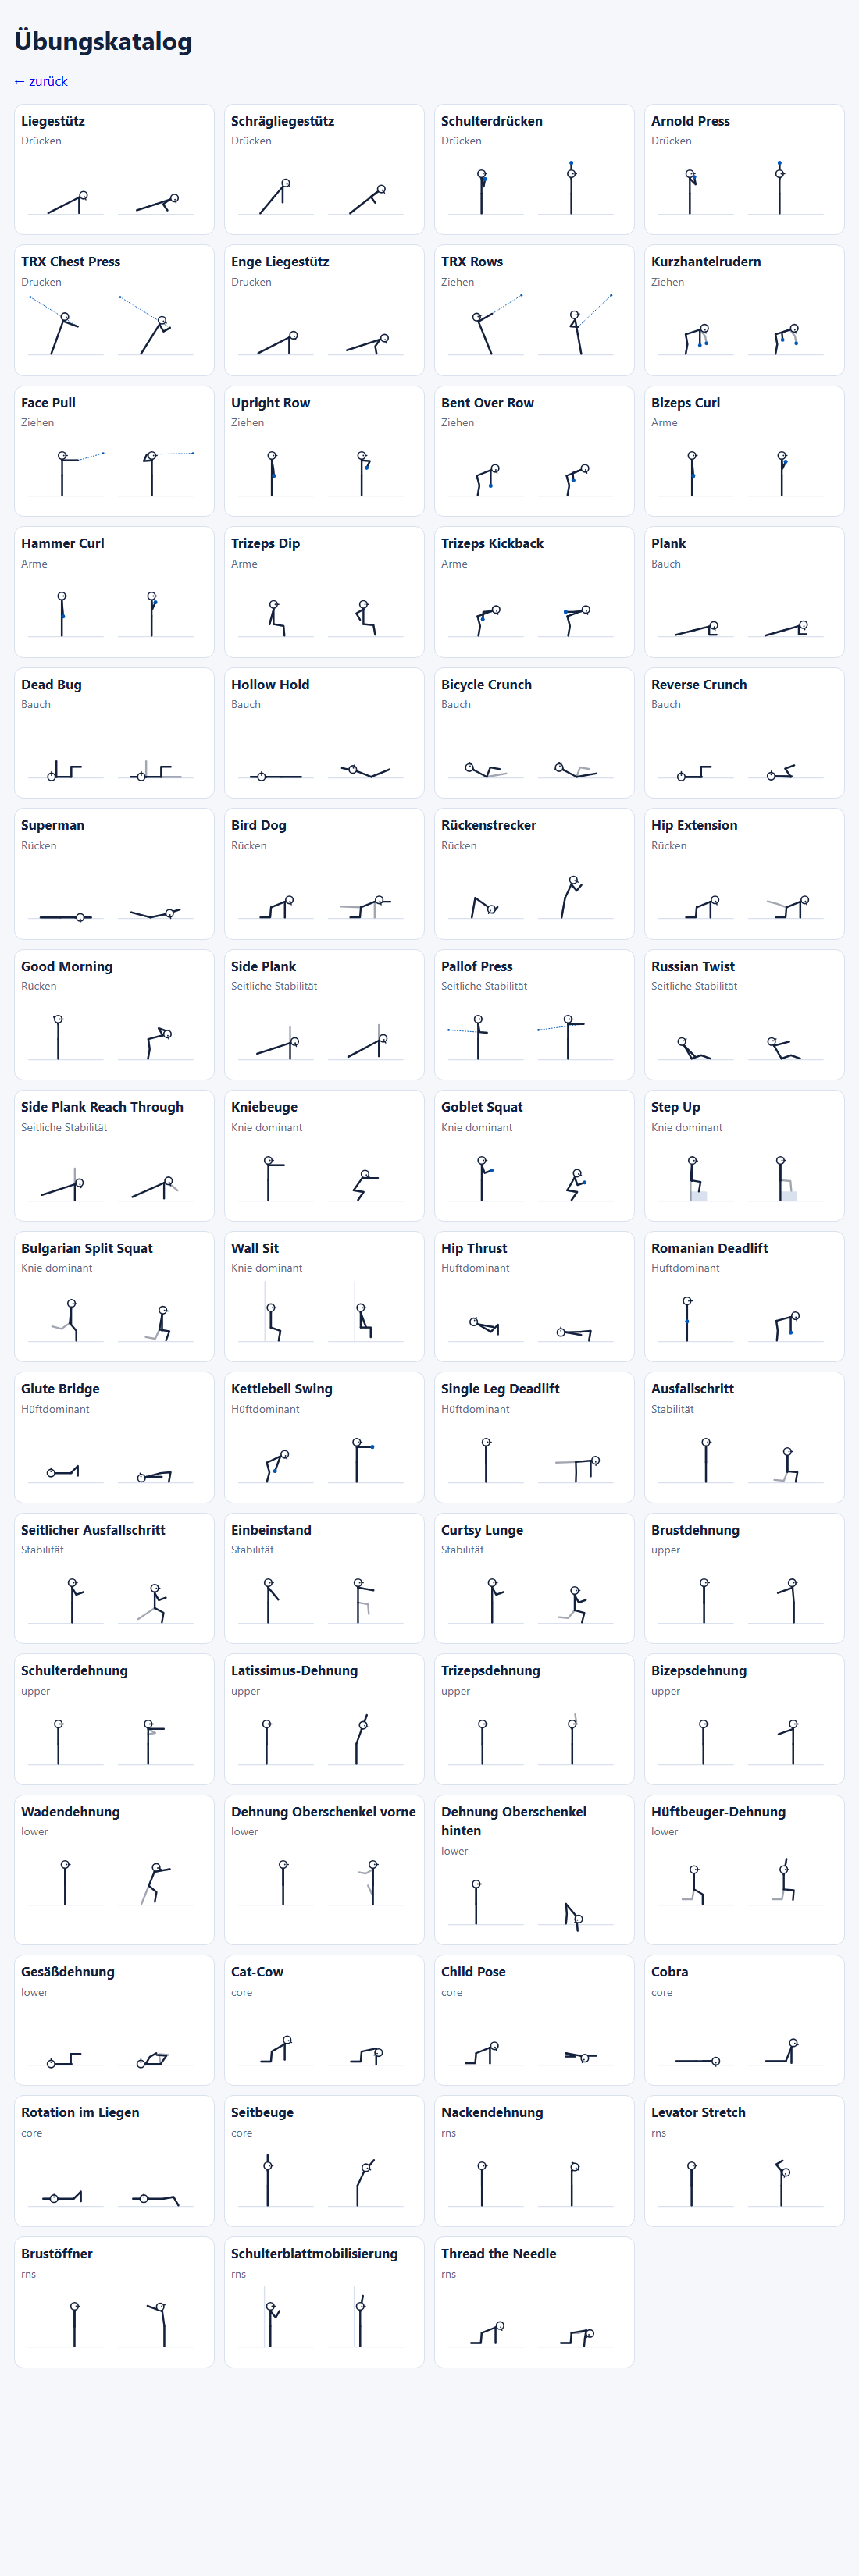 Übungskatalog
← zurück
Liegestütz
Drücken
Schrägliegestütz
Drücken
Schulterdrücken
Drücken
Arnold Press
Drücken
TRX Chest Press
Drücken
Enge Liegestütz
Drücken
TRX Rows
Ziehen
Kurzhantelrudern
Ziehen
Face Pull
Ziehen
Upright Row
Ziehen
Bent Over Row
Ziehen
Bizeps Curl
Arme
Hammer Curl
Arme
Trizeps Dip
Arme
Trizeps Kickback
Arme
Plank
Bauch
Dead Bug
Bauch
Hollow Hold
Bauch
Bicycle Crunch
Bauch
Reverse Crunch
Bauch
Superman
Rücken
Bird Dog
Rücken
Rückenstrecker
Rücken
Hip Extension
Rücken
Good Morning
Rücken
Side Plank
Seitliche Stabilität
Pallof Press
Seitliche Stabilität
Russian Twist
Seitliche Stabilität
Side Plank Reach Through
Seitliche Stabilität
Kniebeuge
Knie dominant
Goblet Squat
Knie dominant
Step Up
Knie dominant
Bulgarian Split Squat
Knie dominant
Wall Sit
Knie dominant
Hip Thrust
Hüftdominant
Romanian Deadlift
Hüftdominant
Glute Bridge
Hüftdominant
Kettlebell Swing
Hüftdominant
Single Leg Deadlift
Hüftdominant
Ausfallschritt
Stabilität
Seitlicher Ausfallschritt
Stabilität
Einbeinstand
Stabilität
Curtsy Lunge
Stabilität
Brustdehnung
upper
Schulterdehnung
upper
Latissimus-Dehnung
upper
Trizepsdehnung
upper
Bizepsdehnung
upper
Wadendehnung
lower
Dehnung Oberschenkel vorne
lower
Dehnung Oberschenkel
hinten
lower
Hüftbeuger-Dehnung
lower
Gesäßdehnung
lower
Cat-Cow
core
Child Pose
core
Cobra
core
Rotation im Liegen
core
Seitbeuge
core
Nackendehnung
rns
Levator Stretch
rns
Brustöffner
rns
Schulterblattmobilisierung
rns
Thread the Needle
rns